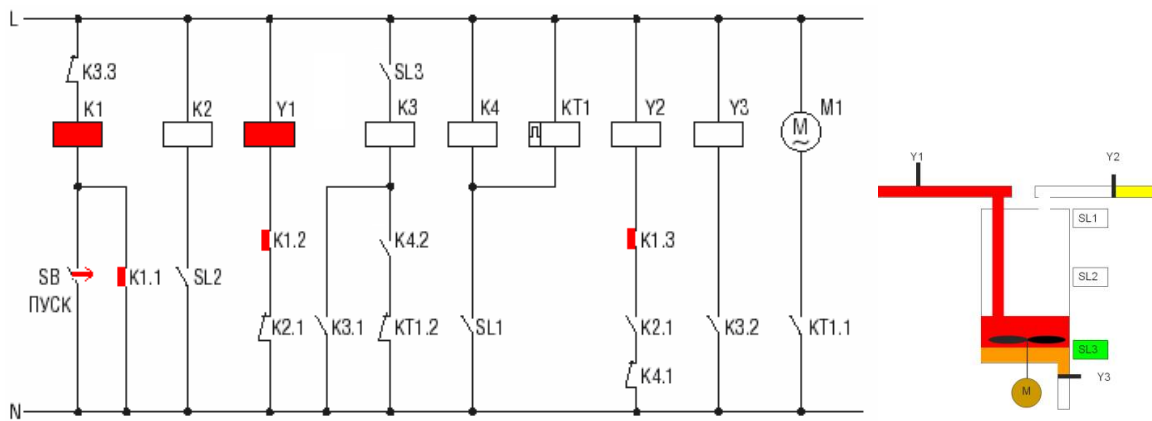 L
K3.3
SL3
K1
K2
Y1
K3
K4
KT1
Y2
Y3
M1
M
~
K1.2
K4.2
K1.3
SB
ПУСК
K1.1
SL2
K2.1
K3.1
KT1.2
SL1
K2.1
K3.2
KT1.1
K4.1
N
Y1
Y2
SL1
SL2
SL3
Y3
M